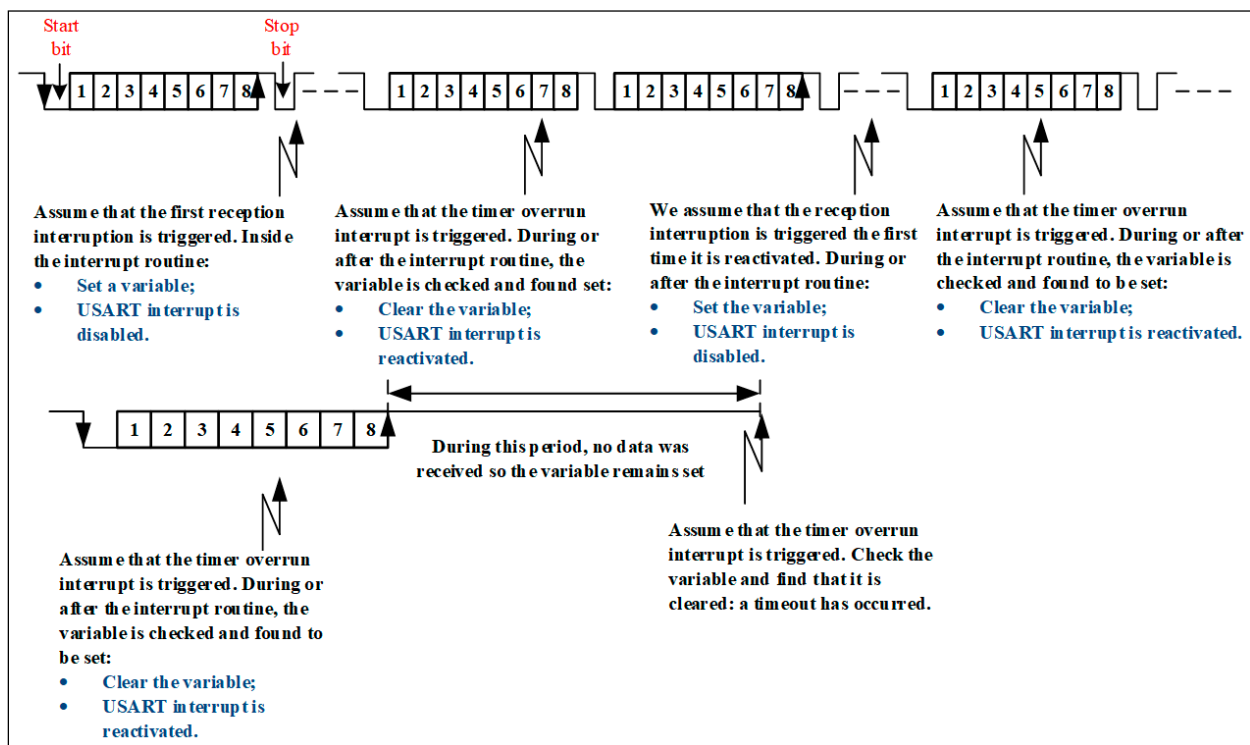 Start
bit
Stop
bit
1 2 3 4 5 6 7 8
1 2 3 4 5 6 7 8
1 2 3 4 5 6 7 8
1 2 3 4 5 6 7 8
Assume that the first reception
interruption is triggered. Inside
the interrupt routine:
• Set a variable;
• USART interrupt is
disabled.
Assume that the timer overrun
interrupt is triggered. During or
after the interrupt routine, the
variable is checked and found set:
• Clear the variable;
• USART interrupt is
reactivated.
We assume that the reception
interruption is triggered the first
time it is reactivated. During or
after the interrupt routine:
• Set the variable;
• USART interrupt is
disabled.
Assume that the timer overrun
interrupt is triggered. During or after
the interrupt routine, the variable is
checked and found to be set:
• Clear the variable;
• USART interrupt is reactivated.
1 2 3 4 5 6 7 8
During this period, no data was
received so the variable remains set
Assume that the timer overrun
interrupt is triggered. During or
after the interrupt routine, the
variable is checked and found to
be set:
• Clear the variable;
• USART interrupt is
reactivated.
Assume that the timer overrun
interrupt is triggered. Check the
variable and find that it is
cleared: a timeout has occurred.